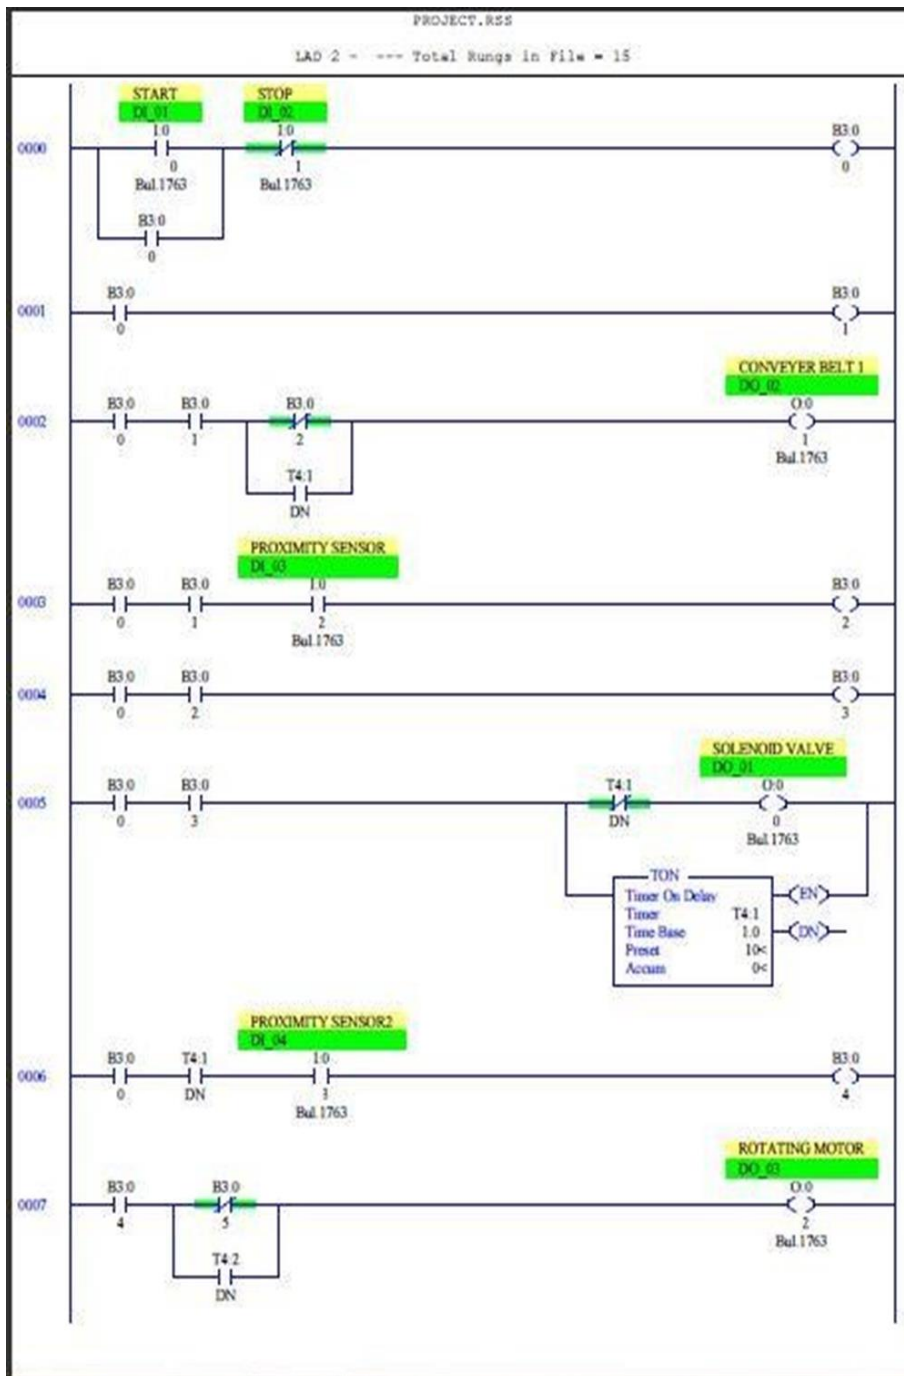 PROJECT.RSS
LAD 2 - --- Total Rungs in File = 15
START STOP
DI_01 DI_02
I:0 I:0 B3:0
0000
0 1 0
Bul.1763 Bul.1763
B3:0
0
B3:0 B3:0
0001
0 1
CONVEYER BELT 1
DO_02
B3:0 B3:0 B3:0 O:0
0002
0 1 2 1
T4:1 Bul.1763
DN
PROXIMITY SENSOR
DI_03
B3:0 B3:0 I:0 B3:0
0003
0 1 2 2
Bul.1763
B3:0 B3:0 B3:0
0004
0 2 3
SOLENOID VALVE
DO_01
B3:0 B3:0 T4:1 O:0
0005
0 3 DN 0
Bul.1763
TON
Timer On Delay EN
Timer T4:1
Time Base 1.0 DN
Preset 10<
Accum 0<
PROXIMITY SENSOR2
DI_04
B3:0 T4:1 I:0 B3:0
0006
0 DN 3 4
Bul.1763
ROTATING MOTOR
DO_03
B3:0 B3:0 O:0
0007
4 5 2
Bul.1763
T4:2
DN